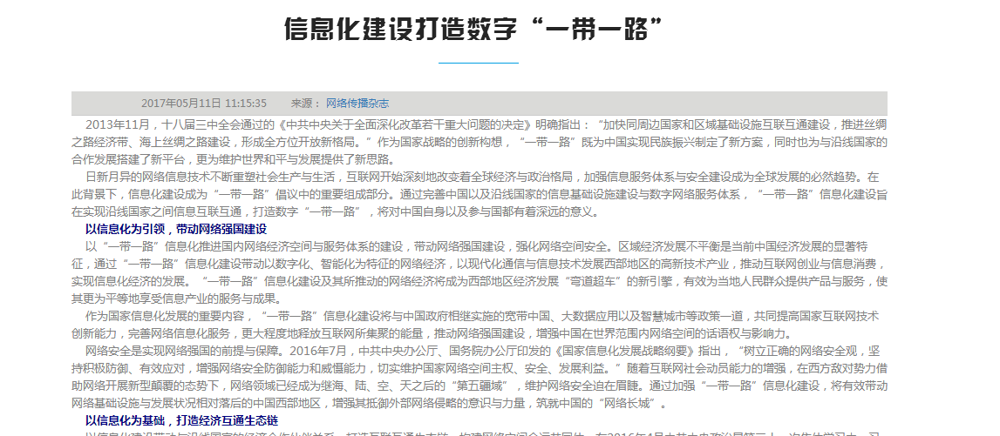 信息化建设打造数字“一带一路”
2017年05月11日 11:15:35 来源： 网络传播杂志
2013年11月，十八届三中全会通过的《中共中央关于全面深化改革若干重大问题的决定》明确指出：“加快同周边国家和区域基础设施互联互通建设，推进丝绸
之路经济带、海上丝绸之路建设，形成全方位开放新格局。”作为国家战略的创新构想，“一带一路”既为中国实现民族振兴制定了新方案，同时也为与沿线国家的
合作发展搭建了新平台，更为维护世界和平与发展提供了新思路。
日新月异的网络信息技术不断重塑社会生产与生活，互联网开始深刻地改变着全球经济与政治格局，加强信息服务体系与安全建设成为全球发展的必然趋势。在
此背景下，信息化建设成为“一带一路”倡议中的重要组成部分。通过完善中国以及沿线国家的信息基础设施建设与数字网络服务体系，“一带一路”信息化建设旨
在实现沿线国家之间信息互联互通，打造数字“一带一路”，将对中国自身以及参与国都有着深远的意义。
以信息化为引领，带动网络强国建设
以“一带一路”信息化推进国内网络经济空间与服务体系的建设，带动网络强国建设，强化网络空间安全。区域经济发展不平衡是当前中国经济发展的显著特
征，通过“一带一路”信息化建设带动以数字化、智能化为特征的网络经济，以现代化通信与信息技术发展西部地区的高新技术产业，推动互联网创业与信息消费，
实现信息化经济的发展。“一带一路”信息化建设及其所推动的网络经济将成为西部地区经济发展“弯道超车”的新引擎，有效为当地人民群众提供产品与服务，使
其更为平等地享受信息产业的服务与成果。
作为国家信息化发展的重要内容，“一带一路”信息化建设将与中国政府相继实施的宽带中国、大数据应用以及智慧城市等政策一道，共同提高国家互联网技术
创新能力，完善网络信息化服务，更大程度地释放互联网所集聚的能量，推动网络强国建设，增强中国在世界范围内网络空间的话语权与影响力。
网络安全是实现网络强国的前提与保障。2016年7月，中共中央办公厅、国务院办公厅印发的《国家信息化发展战略纲要》指出，“树立正确的网络安全观，坚
持积极防御、有效应对，增强网络安全防御能力和威慑能力，切实维护国家网络空间主权、安全、发展利益。”随着互联网社会动员能力的增强，在西方敌对势力借
助网络开展新型颠覆的态势下，网络领域已经成为继海、陆、空、天之后的“第五疆域”，维护网络安全迫在眉睫。通过加强“一带一路”信息化建设，将有效带动
网络基础设施与发展状况相对落后的中国西部地区，增强其抵御外部网络侵略的意识与力量，筑就中国的“网络长城”。
以信息化为基础，打造经济互通生态链